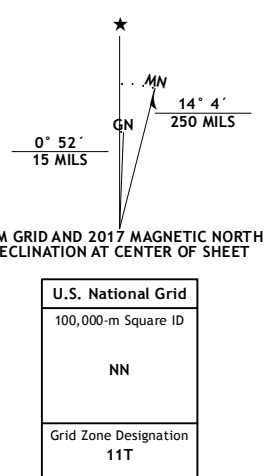 ★
MN
14° 4´
250 MILS
GN
0° 52´
15 MILS
M GRID AND 2017 MAGNETIC NORTH
ECLINATION AT CENTER OF SHEET
U.S. National Grid
100,000-m Square ID
NN
Grid Zone Designation
11T